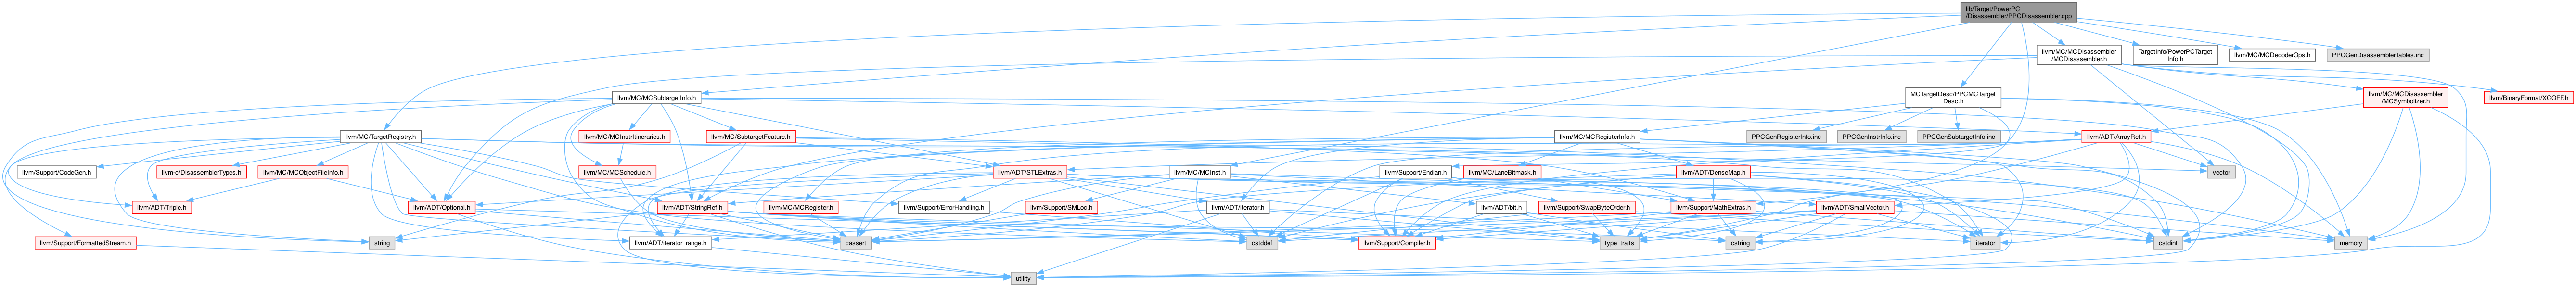 lib/Target/PowerPC
/Disassembler/PPCDisassembler.cpp
llvm/MC/MCDisassembler
/MCDisassembler.h
TargetInfo/PowerPCTarget
Info.h
llvm/MC/MCDecoderOps.h
PPCGenDisassemblerTables.inc
llvm/MC/MCSubtargetInfo.h
MCTargetDesc/PPCMCTarget
Desc.h
llvm/MC/MCDisassembler
/MCSymbolizer.h
llvm/BinaryFormat/XCOFF.h
llvm/MC/TargetRegistry.h
llvm/MC/MCInstrItineraries.h
llvm/MC/SubtargetFeature.h
llvm/MC/MCRegisterInfo.h
PPCGenRegisterInfo.inc
PPCGenInstrInfo.inc
PPCGenSubtargetInfo.inc
llvm/ADT/ArrayRef.h
llvm/Support/CodeGen.h
llvm-c/DisassemblerTypes.h
llvm/MC/MCObjectFileInfo.h
llvm/MC/MCSchedule.h
llvm/ADT/STLExtras.h
llvm/MC/MCInst.h
llvm/Support/Endian.h
llvm/MC/LaneBitmask.h
llvm/ADT/DenseMap.h
vector
llvm/ADT/Triple.h
llvm/ADT/Optional.h
llvm/ADT/StringRef.h
llvm/MC/MCRegister.h
llvm/Support/ErrorHandling.h
llvm/Support/SMLoc.h
llvm/ADT/iterator.h
llvm/ADT/bit.h
llvm/Support/SwapByteOrder.h
llvm/Support/MathExtras.h
llvm/ADT/SmallVector.h
llvm/Support/FormattedStream.h
string
llvm/ADT/iterator_range.h
cassert
cstddef
llvm/Support/Compiler.h
type_traits
cstring
iterator
cstdint
memory
utility